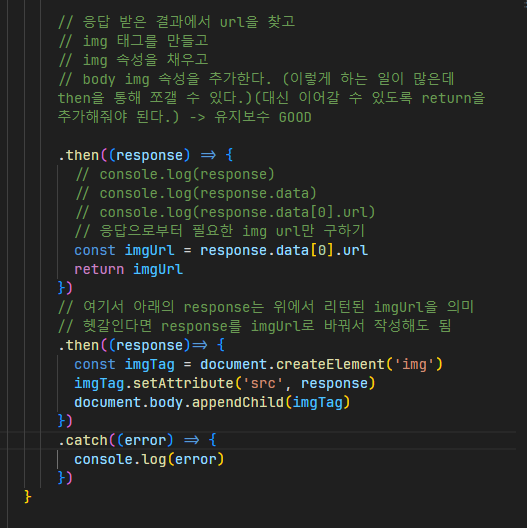 // 응답 받은 결과에서 url을 찾고
// img 태그를 만들고
// img 속성을 채우고
// body img 속성을 추가한다. (이렇게 하는 일이 많은데
then을 통해 쪼갤 수 있다.)(대신 이어갈 수 있도록 return을
추가해줘야 된다.) -> 유지보수 GOOD
.then((response) => {
// console.log(response)
// console.log(response.data)
// console.log(response.data[0].url)
// 응답으로부터 필요한 img url만 구하기
const imgUrl = response.data[0].url
return imgUrl
})
// 여기서 아래의 response는 위에서 리턴된 imgUrl을 의미
// 헷갈인다면 response를 imgUrl로 바꿔서 작성해도 됨
.then((response)=> {
const imgTag = document.createElement('img')
imgTag.setAttribute('src', response)
document.body.appendChild(imgTag)
})
.catch((error) => {
console.log(error)
})
}